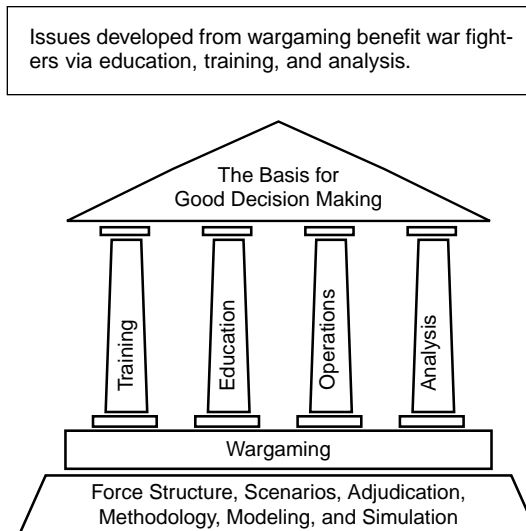 Issues developed from wargaming benefit war fight-
ers via education, training, and analysis.
The Basis for
Good Decision Making
Training
Education
Operations
Analysis
Wargaming
Force Structure, Scenarios, Adjudication,
Methodology, Modeling, and Simulation